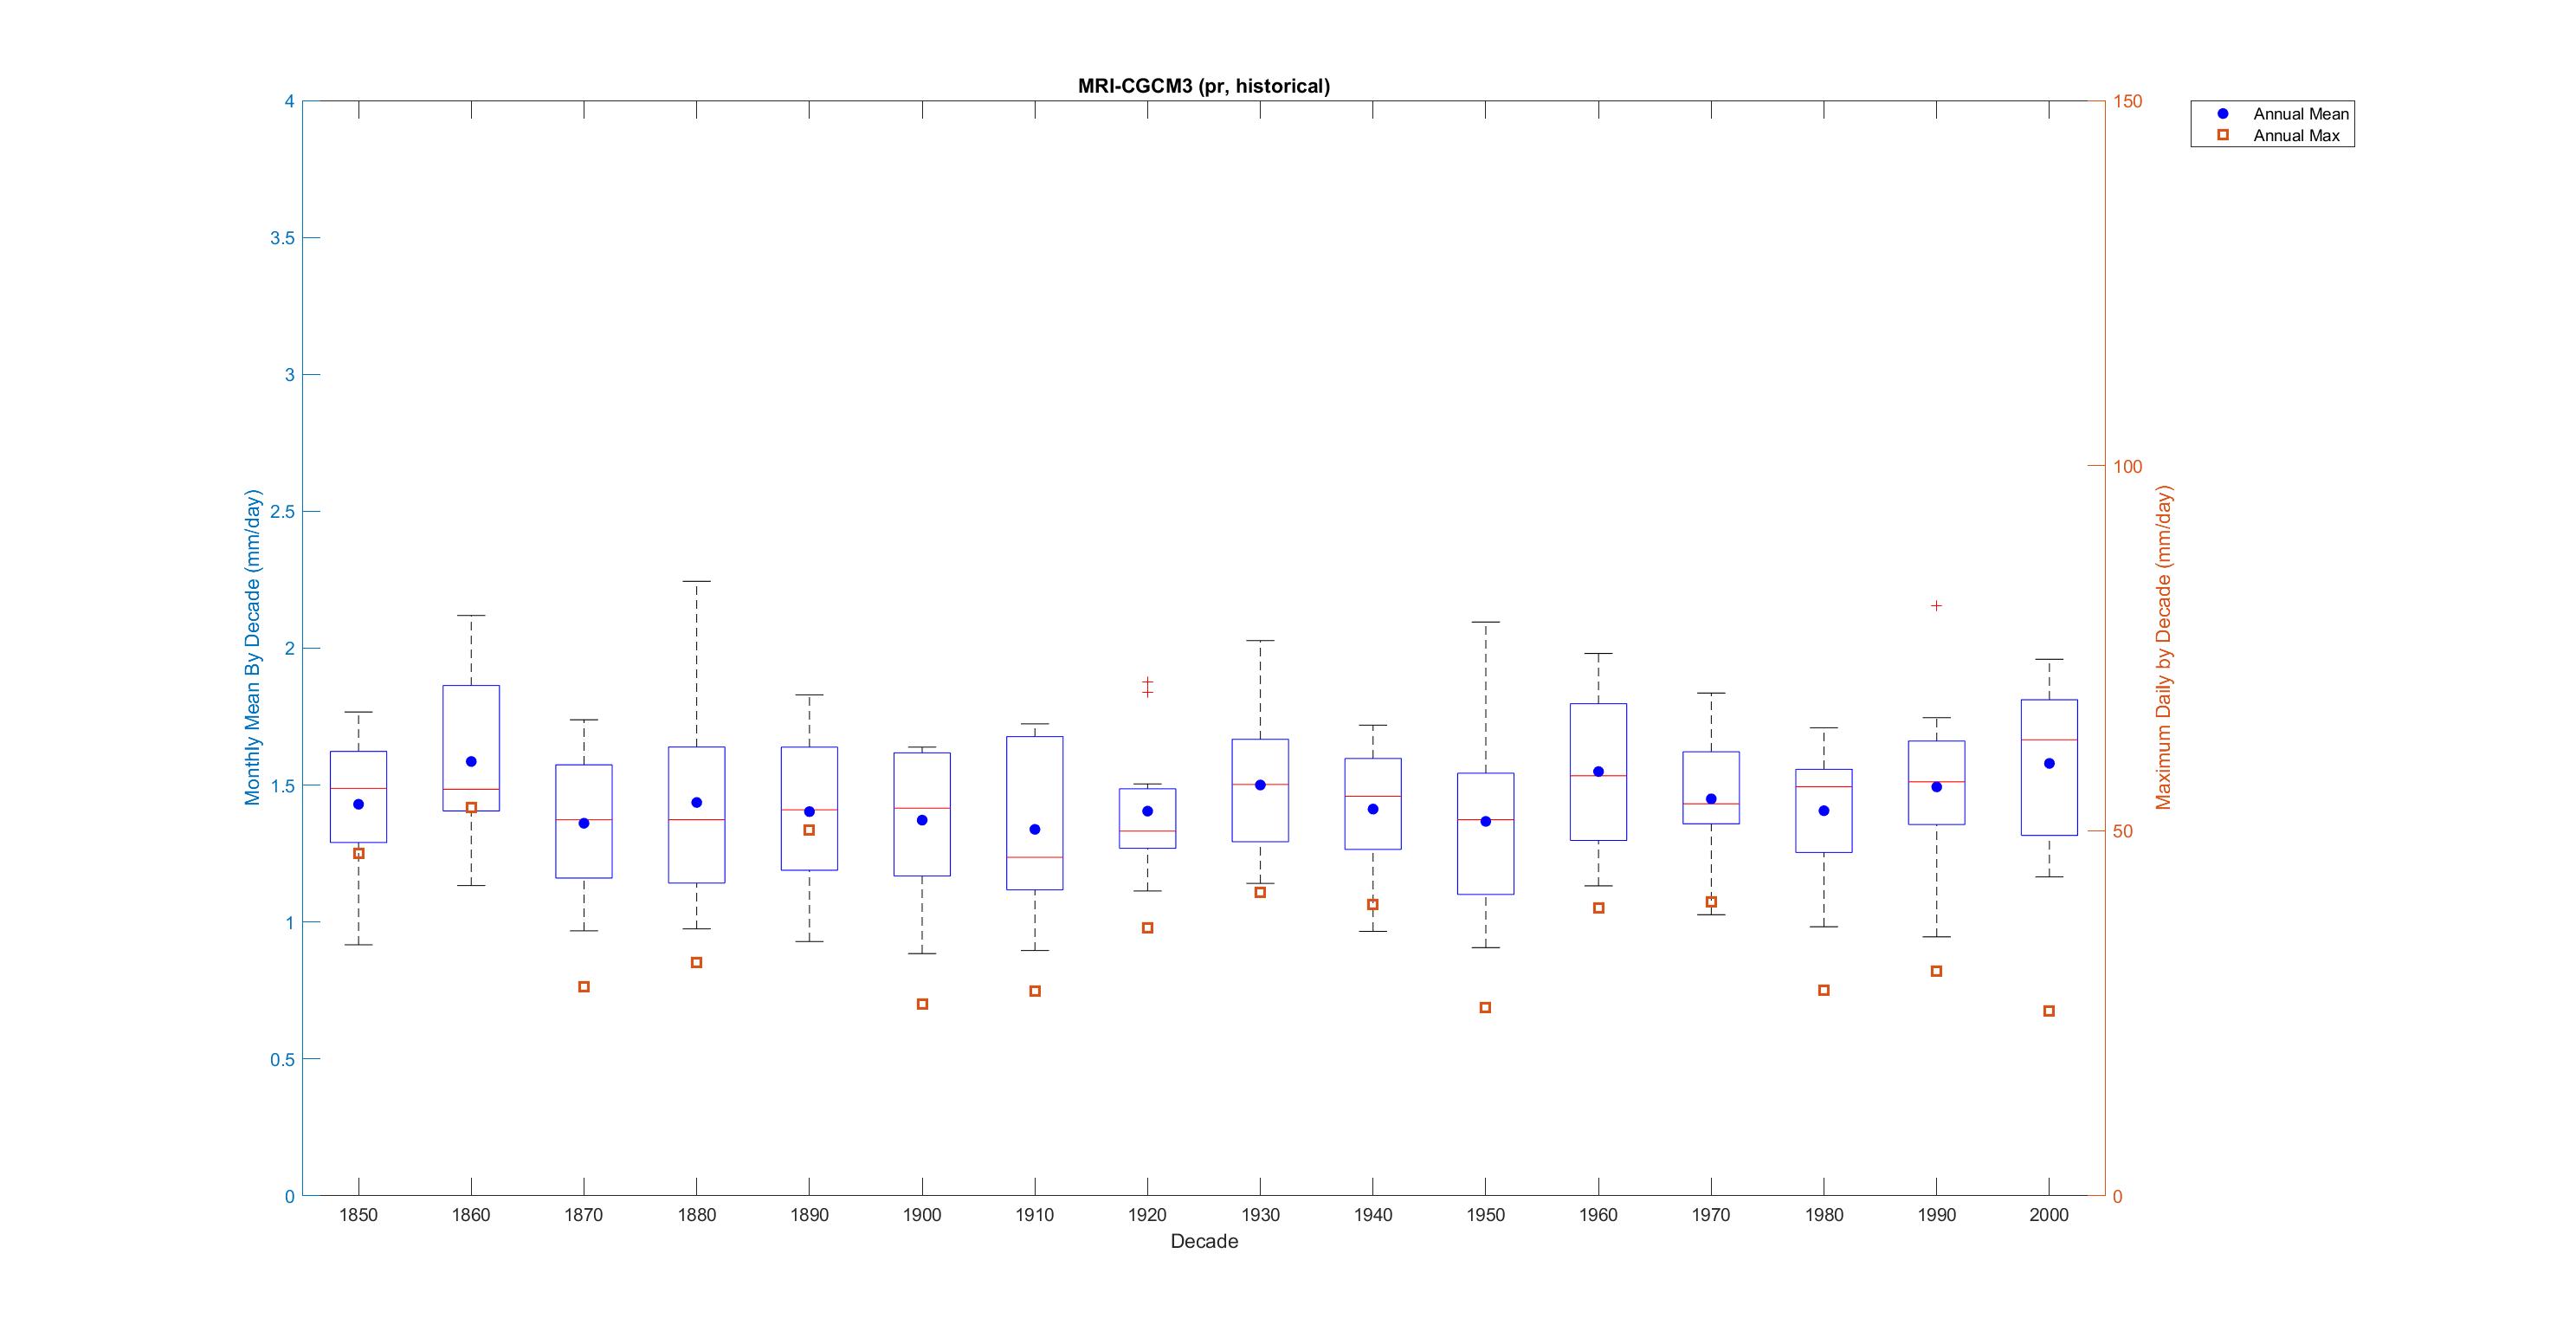 MRI-CGCM3 (pr, historical)
Annual Mean
Annual Max
Monthly Mean By Decade (mm/day)
4
3.5
3
2.5
2
1.5
1
0.5
0
150
100
50
0
Maximum Daily by Decade (mm/day)
1850 1860 1870 1880 1890 1900 1910 1920 1930 1940 1950 1960 1970 1980 1990 2000
Decade